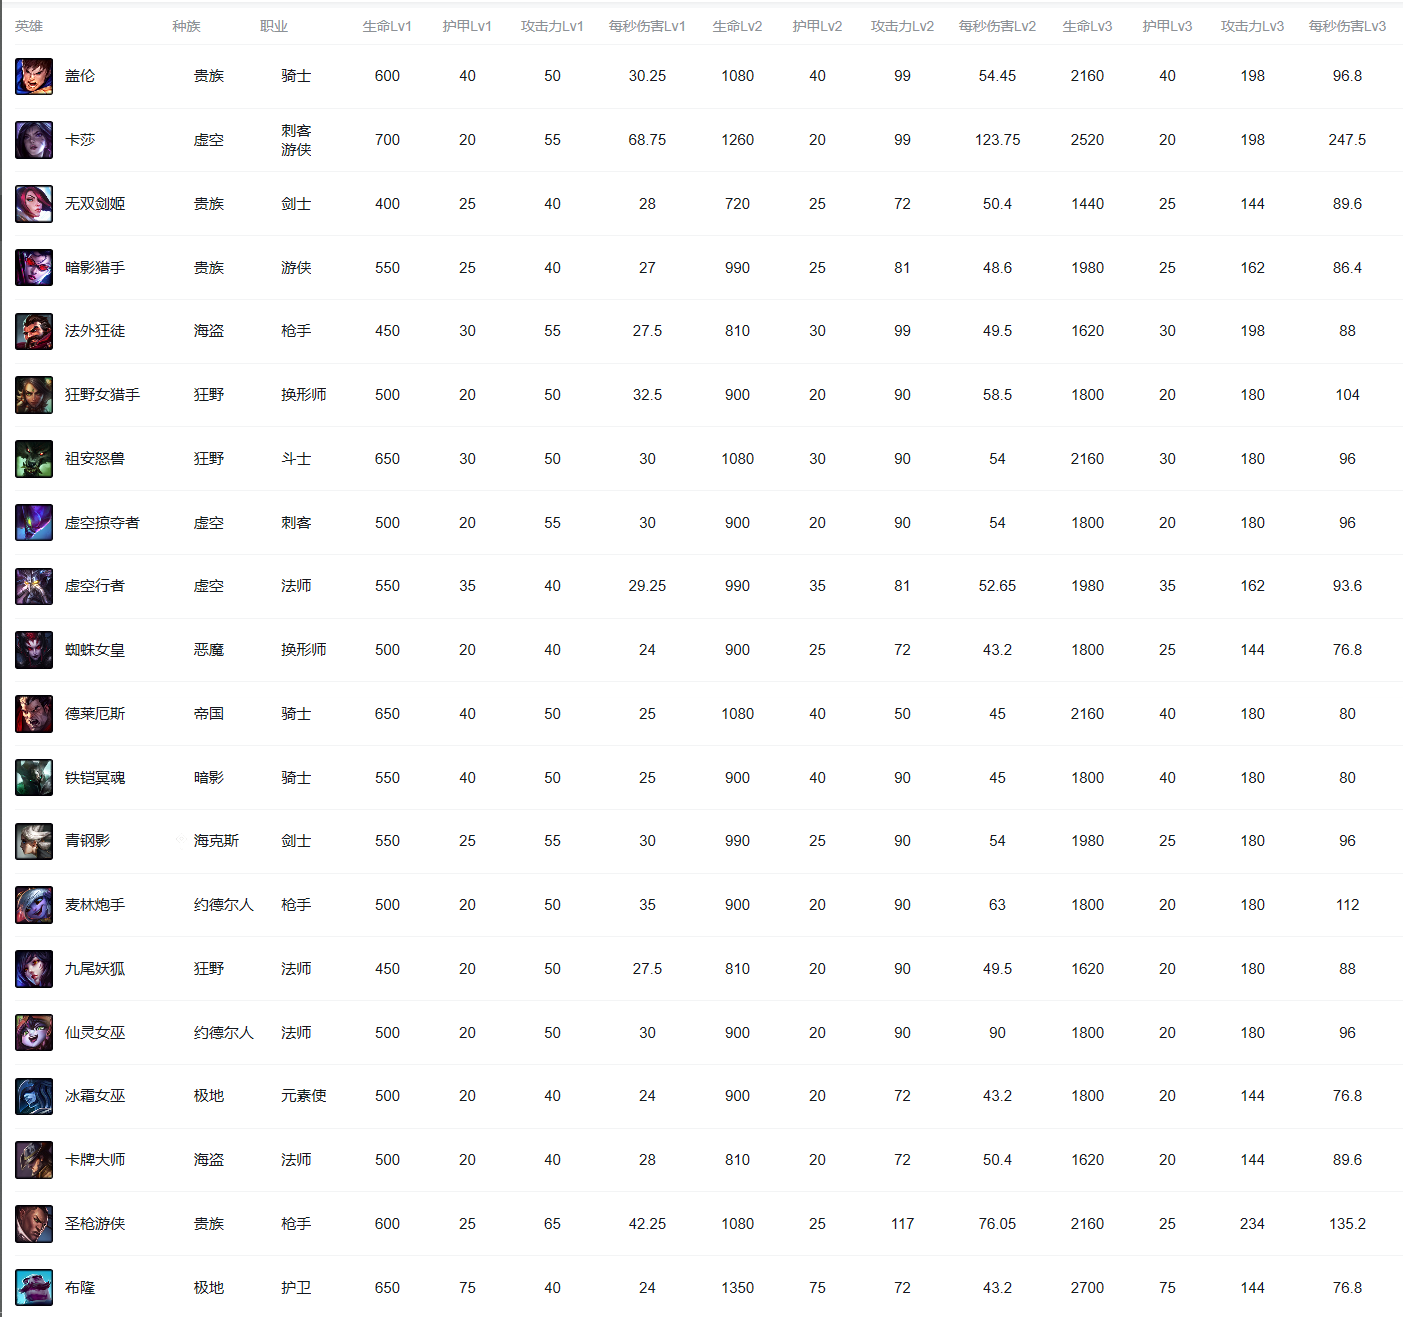 英雄 种族 职业 生命Lv1 护甲Lv1 攻击力Lv1 每秒伤害Lv1 生命Lv2 护甲Lv2 攻击力Lv2 每秒伤害Lv2 生命Lv3 护甲Lv3 攻击力Lv3 每秒伤害Lv3
盖伦 贵族 骑士 600 40 50 30.25 1080 40 99 54.45 2160 40 198 96.8
卡莎 虚空 刺客 游侠 700 20 55 68.75 1260 20 99 123.75 2520 20 198 247.5
无双剑姬 贵族 剑士 400 25 40 28 720 25 72 50.4 1440 25 144 89.6
暗影猎手 贵族 游侠 550 25 40 27 990 25 81 48.6 1980 25 162 86.4
法外狂徒 海盗 枪手 450 30 55 27.5 810 30 99 49.5 1620 30 198 88
狂野女猎手 狂野 换形师 500 20 50 32.5 900 20 90 58.5 1800 20 180 104
祖安怒兽 狂野 斗士 650 30 50 30 1080 30 90 54 2160 30 180 96
虚空掠夺者 虚空 刺客 500 20 55 30 900 20 90 54 1800 20 180 96
虚空行者 虚空 法师 550 35 40 29.25 990 35 81 52.65 1980 35 162 93.6
蜘蛛女皇 恶魔 换形师 500 20 40 24 900 25 72 43.2 1800 25 144 76.8
德莱厄斯 帝国 骑士 650 40 50 25 1080 40 50 45 2160 40 180 80
铁铠冥魂 暗影 骑士 550 40 50 25 900 40 90 45 1800 40 180 80
青钢影 海克斯 剑士 550 25 55 30 990 25 90 54 1980 25 180 96
麦林炮手 约德尔人 枪手 500 20 50 35 900 20 90 63 1800 20 180 112
九尾妖狐 狂野 法师 450 20 50 27.5 810 20 90 49.5 1620 20 180 88
仙灵女巫 约德尔人 法师 500 20 50 30 900 20 90 90 1800 20 180 96
冰霜女巫 极地 元素使 500 20 40 24 900 20 72 43.2 1800 20 144 76.8
卡牌大师 海盗 法师 500 20 40 28 810 20 72 50.4 1620 20 144 89.6
圣枪游侠 贵族 枪手 600 25 65 42.25 1080 25 117 76.05 2160 25 234 135.2
布隆 极地 护卫 650 75 40 24 1350 75 72 43.2 2700 75 144 76.8